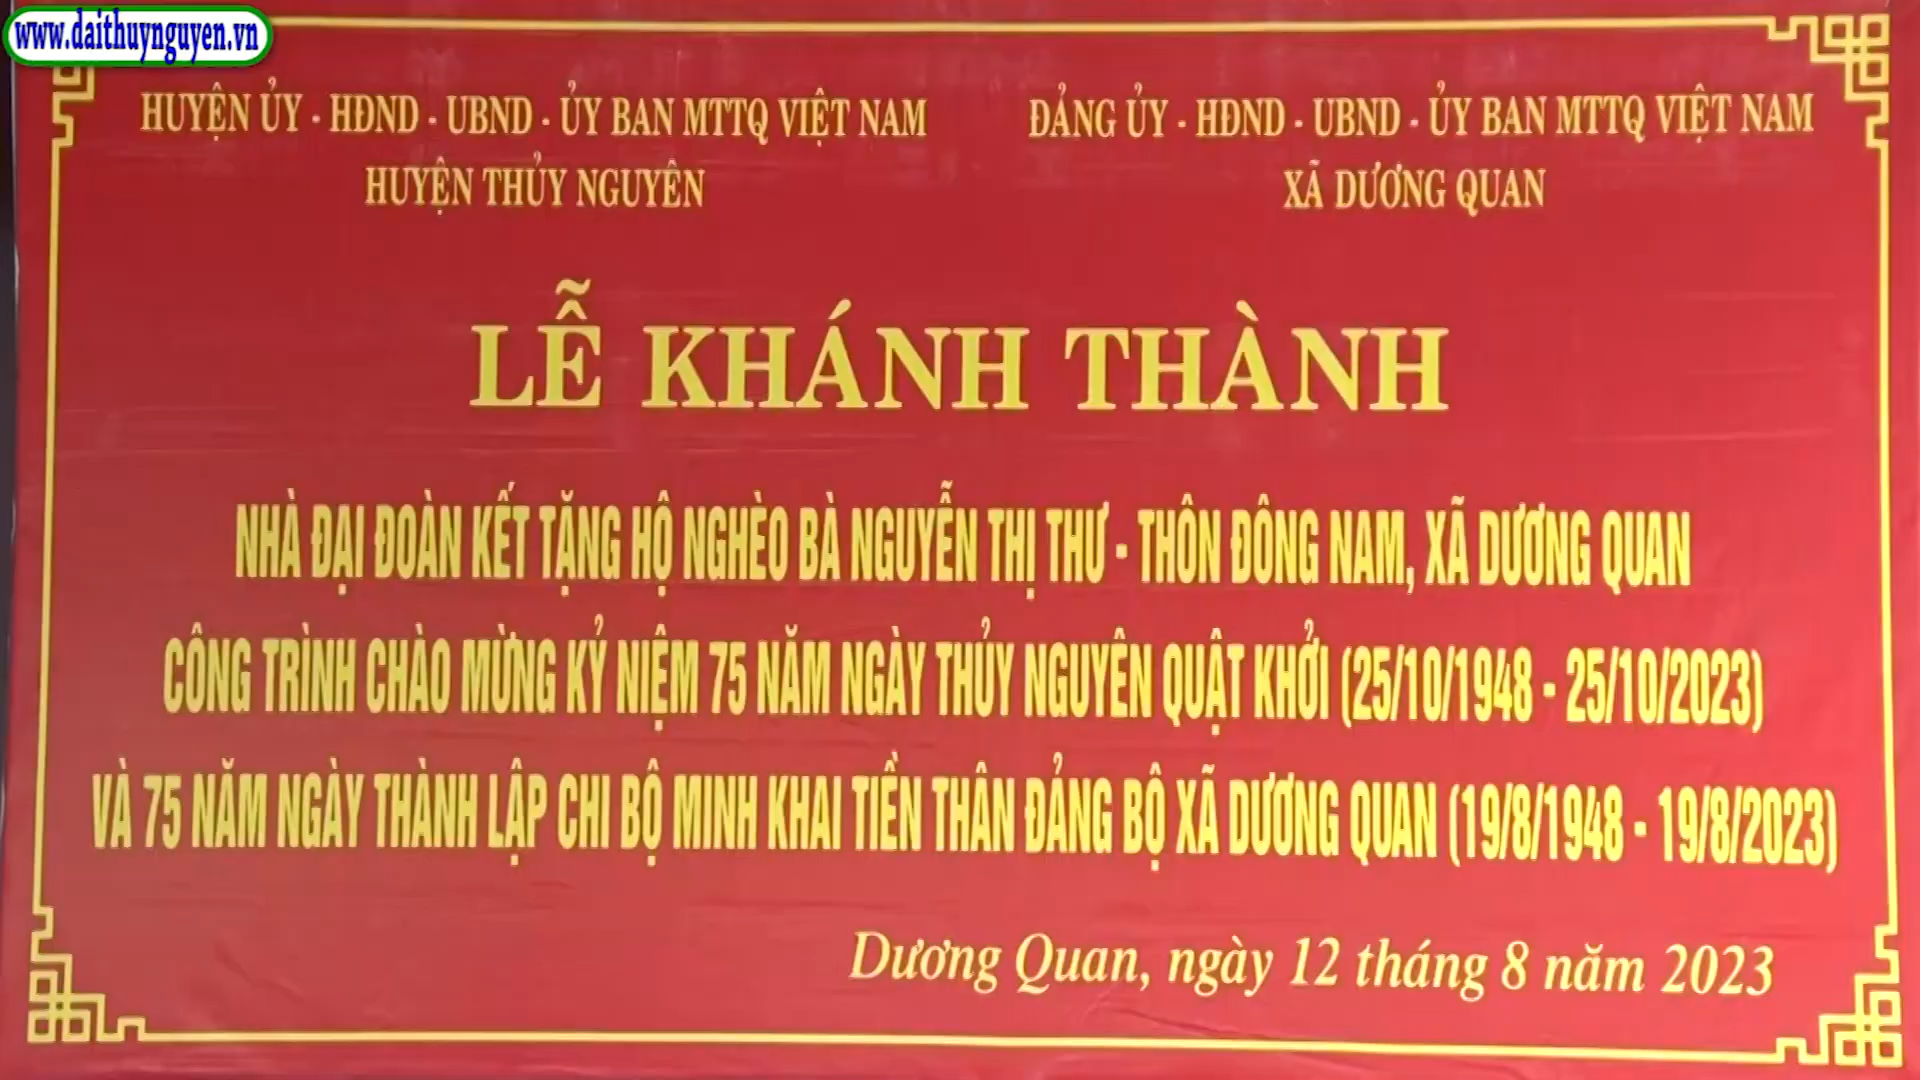 www.daithuynguyen.vn
HUYỆN ỦY - HĐND - UBND - ỦY BAN MTTQ VIỆT NAM
HUYỆN THỦY NGUYÊN
ĐẢNG ỦY - HĐND - UBND - ỦY BAN MTTQ VIỆT NAM
XÃ DƯƠNG QUAN
LỄ KHÁNH THÀNH
NHÀ ĐẠI ĐOÀN KẾT TẶNG HỘ NGHÈO BÀ NGUYỄN THỊ THƯ - THÔN ĐÔNG NAM, XÃ DƯƠNG QUAN
CÔNG TRÌNH CHÀO MỪNG KỶ NIỆM 75 NĂM NGÀY THỦY NGUYÊN QUẬT KHỞI (25/10/1948 - 25/10/2023)
VÀ 75 NĂM NGÀY THÀNH LẬP CHI BỘ MINH KHAI TIỀN THÂN ĐẢNG BỘ XÃ DƯƠNG QUAN (19/8/1948 - 19/8/2023)
Dương Quan, ngày 12 tháng 8 năm 2023